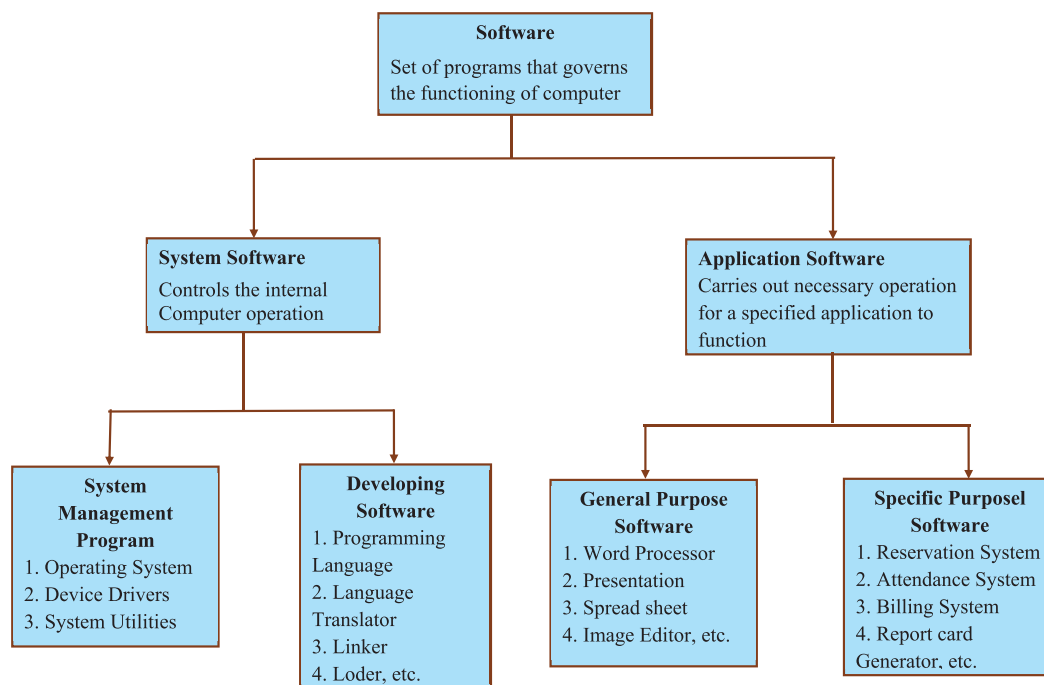 Software
Set of programs that governs
the functioning of computer
System Software
Controls the internal
Computer operation
Application Software
Carries out necessary operation
for a specified application to
function
System
Management
Program
1. Operating System
2. Device Drivers
3. System Utilities
Developing
Software
1. Programming
Language
2. Language
Translator
3. Linker
4. Loder, etc.
General Purpose
Software
1. Word Processor
2. Presentation
3. Spread sheet
4. Image Editor, etc.
Specific Purposel
Software
1. Reservation System
2. Attendance System
3. Billing System
4. Report card
Generator, etc.